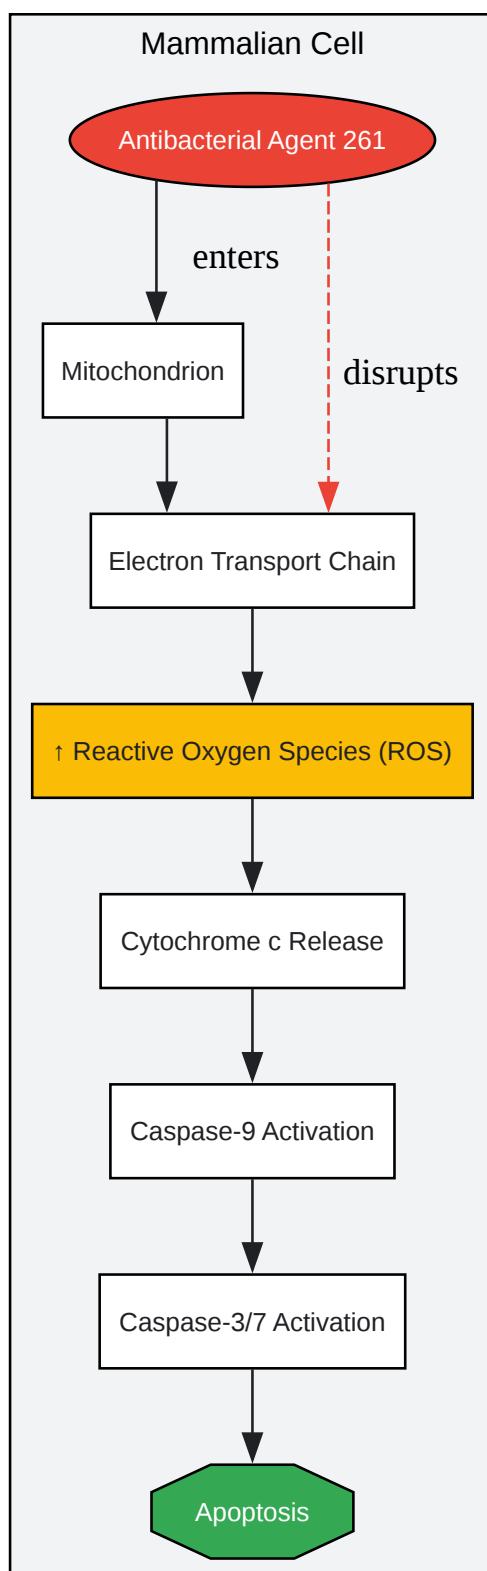 Mammalian Cell
Antibacterial Agent 261
enters
Mitochondrion
disrupts
Electron Transport Chain
↑ Reactive Oxygen Species (ROS)
Cytochrome c Release
Caspase-9 Activation
Caspase-3/7 Activation
Apoptosis